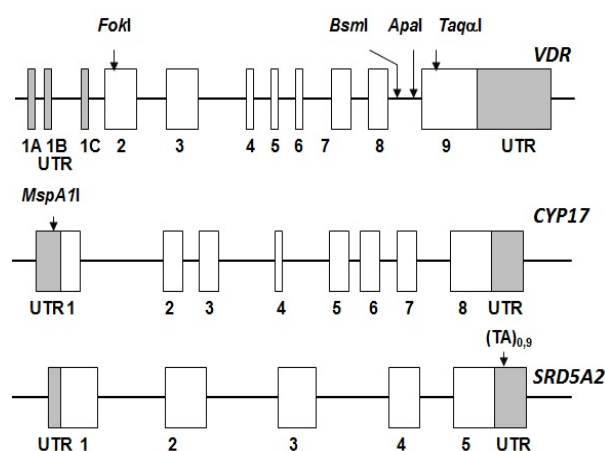 FokI BsmI ApaI TaqαI
VDR
1A 1B 1C 2 3 4 5 6 7 8 9 UTR
UTR
MspA1I
CYP17
UTR 1 2 3 4 5 6 7 8 UTR
(TA)0,9
SRD5A2
UTR 1 2 3 4 5 UTR